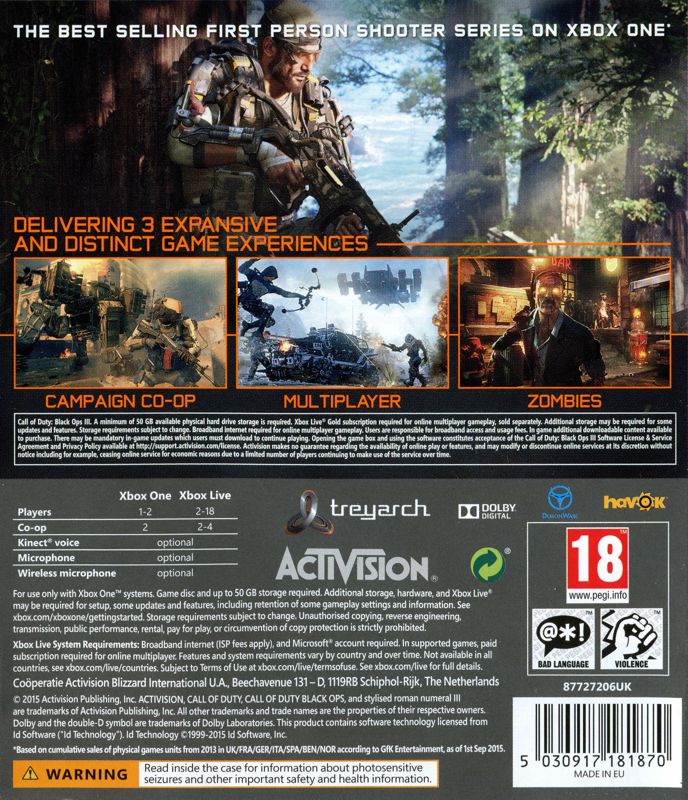 THE BEST SELLING FIRST PERSON SHOOTER SERIES ON XBOX ONE*
DELIVERING 3 EXPANSIVE
AND DISTINCT GAME EXPERIENCES
BAR
CAMPAIGN CO-OP
MULTIPLAYER
ZOMBIES
Call of Duty: Black Ops III. A minimum of 50 GB available physical hard drive storage is required. Xbox Live® Gold subscription required for online multiplayer gameplay, sold separately. Additional storage may be required for some
updates and features. Storage requirements subject to change. Broadband internet required for online multiplayer gameplay. Users are responsible for broadband access and usage fees. In game additional downloadable content available
to purchase. There may be mandatory in-game updates which users must download to continue playing. Opening the game box and using the software constitutes acceptance of the Call of Duty: Black Ops III Software License & Service
Agreement and Privacy Policy available at http://support.activision.com/license. Activision makes no guarantee regarding the availability of online play or features, and may modify or discontinue online services at its discretion without
notice including for example, ceasing online service for economic reasons due to a limited number of players continuing to make use of the service over time.
Xbox One Xbox Live
Players 1-2 2-18
Co-op 2 2-4
Kinect® voice optional
Microphone optional
Wireless microphone optional
treyarch
DOLBY
DIGITAL
DEMONWARE
havok
ACTIVISION®
18
www.pegi.info
@*!
BAD LANGUAGE
VIOLENCE
For use only with Xbox One™ systems. Game disc and up to 50 GB storage required. Additional storage, hardware, and Xbox Live®
may be required for setup, some updates and features, including retention of some gameplay settings and information. See
xbox.com/xboxone/gettingstarted. Storage requirements subject to change. Unauthorised copying, reverse engineering,
transmission, public performance, rental, pay for play, or circumvention of copy protection is strictly prohibited.
Xbox Live System Requirements: Broadband internet (ISP fees apply), and Microsoft® account required. In supported games, paid
subscription required for online multiplayer. Features and system requirements vary by country and over time. Not available in all
countries, see xbox.com/live/countries. Subject to Terms of Use at xbox.com/live/termsofuse. See xbox.com/live for full details.
Coöperatie Activision Blizzard International U.A., Beechavenue 131 – D, 1119RB Schiphol-Rijk, The Netherlands
© 2015 Activision Publishing, Inc. ACTIVISION, CALL OF DUTY, CALL OF DUTY BLACK OPS, and stylised roman numeral III
are trademarks of Activision Publishing, Inc. All other trademarks and trade names are the properties of their respective owners.
Dolby and the double-D symbol are trademarks of Dolby Laboratories. This product contains software technology licensed from
Id Software ("Id Technology"). Id Technology ©1999-2015 Id Software.
*Based on cumulative sales of physical games units from 2013 in UK/FRA/GER/ITA/SPA/BEN/NOR according to GfK Entertainment, as of 1st Sep 2015.
87727206UK
5 030917 181870
MADE IN EU
WARNING
Read inside the case for information about photosensitive
seizures and other important safety and health information.